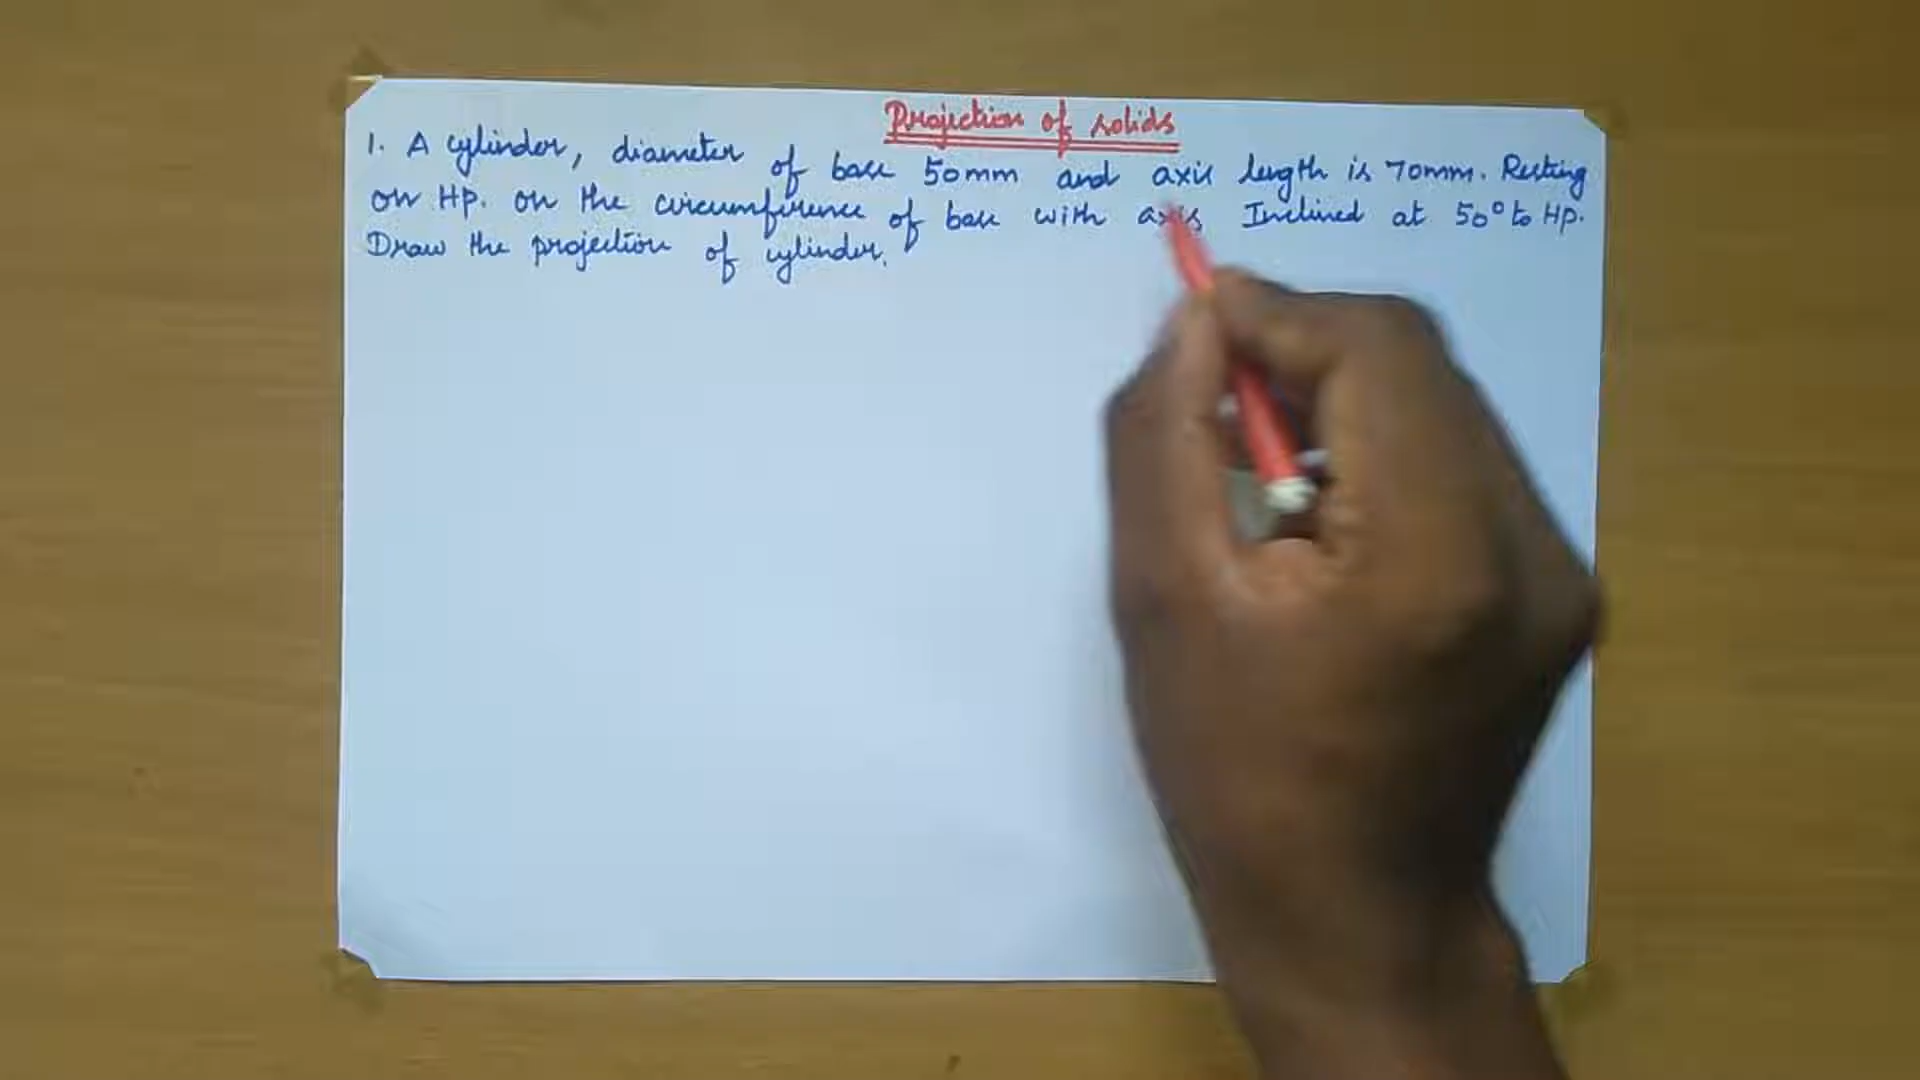 Projection of solids
1. A cylinder, diameter of base 50mm and axis length is 70mm. Resting
on HP. on the circumference of base with axis Inclined at 50° to HP.
Draw the projection of cylinder.